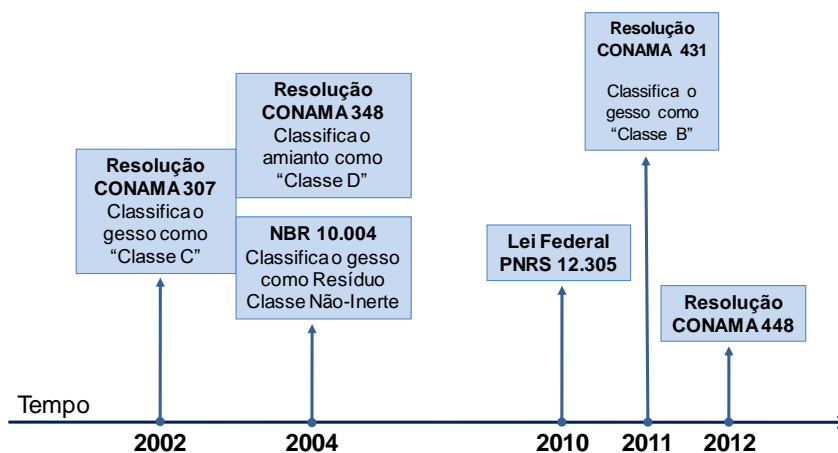 Resolução
CONAMA 307
Classifica o
gesso como
“Classe C”
Resolução
CONAMA 348
Classifica o
amianto como
“Classe D”
NBR 10.004
Classifica o gesso
como Resíduo
Classe Não-Inerte
Lei Federal
PNRS 12.305
Resolução
CONAMA 431
Classifica o
gesso como
“Classe B”
Resolução
CONAMA 448
Tempo
2002
2004
2010
2011
2012